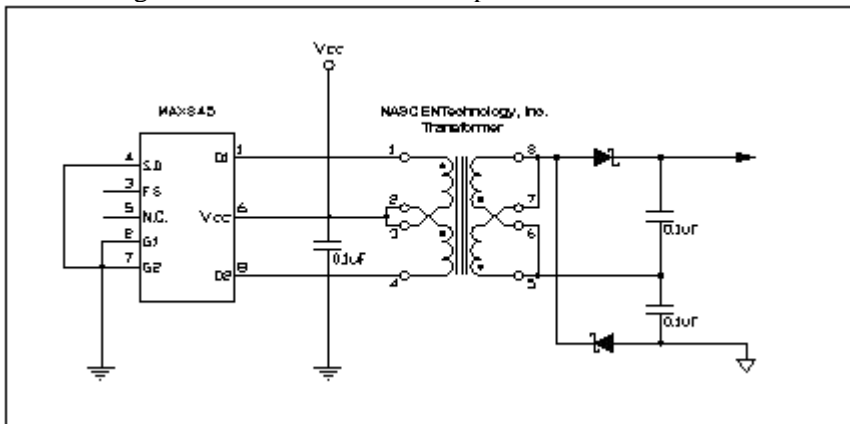 Vcc
MAX845
NASCENTechnology, Inc.
Transformer
4 SD
3 FS
5 N.C.
2 G1
7 G2
D1 1
Vcc 6
D2 8
0.1uF
1
2
3
4
8
7
6
5
0.1uF
0.1uF